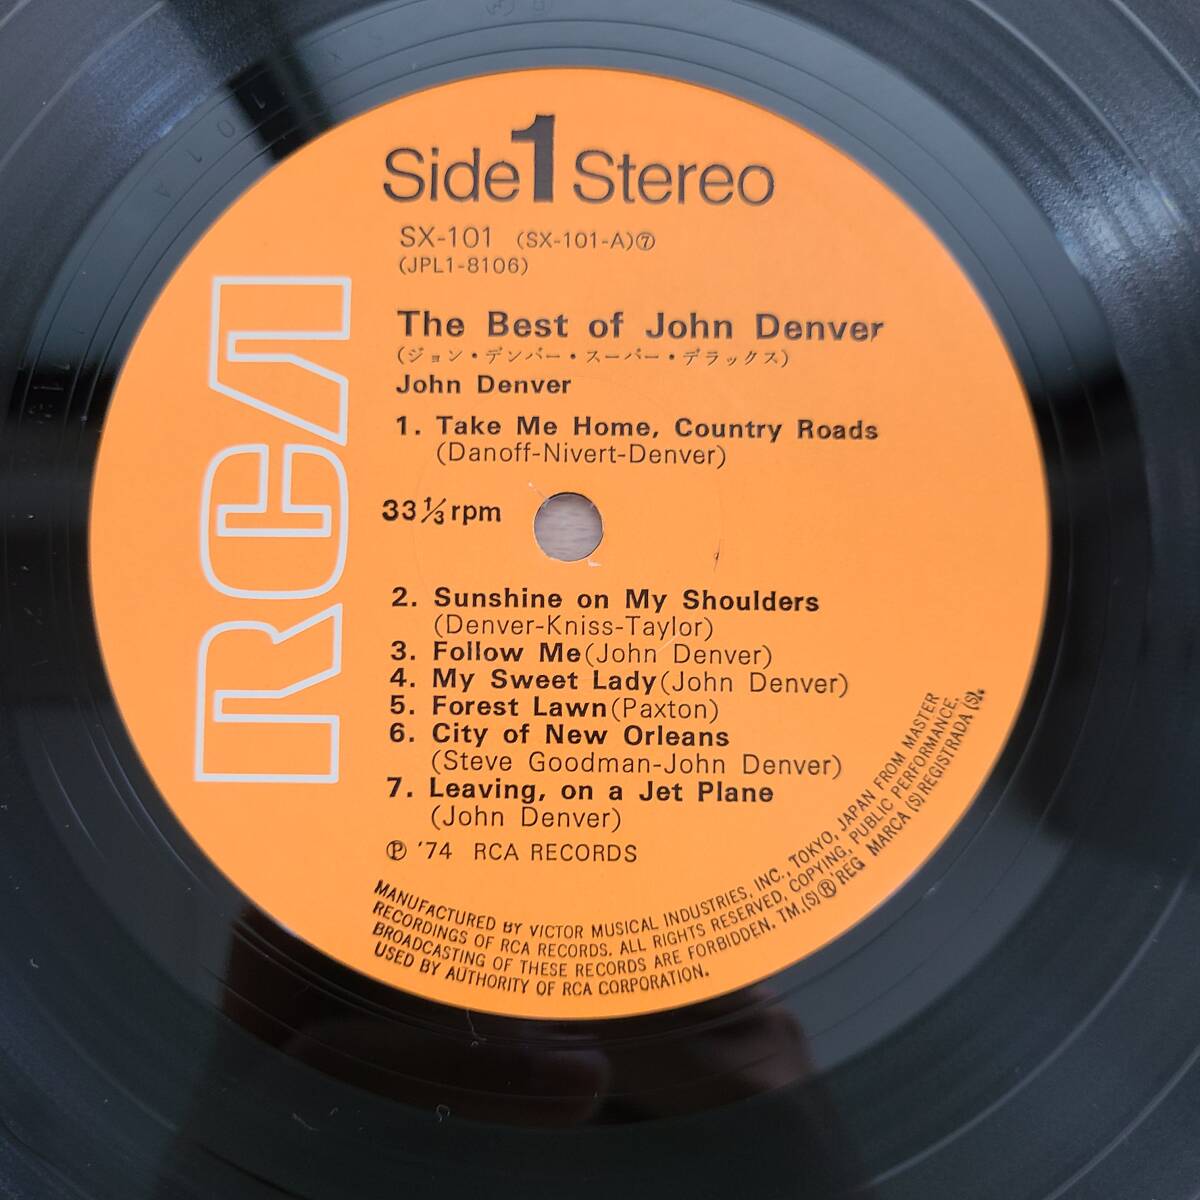 RCA
Side 1 Stereo
SX-101 (SX-101-A)⑦
(JPL1-8106)
The Best of John Denver
(ジョン・デンバー・スーパー・デラックス)
John Denver
1. Take Me Home, Country Roads
(Danoff-Nivert-Denver)
33 1/3 rpm
2. Sunshine on My Shoulders
(Denver-Kniss-Taylor)
3. Follow Me (John Denver)
4. My Sweet Lady (John Denver)
5. Forest Lawn (Paxton)
6. City of New Orleans
(Steve Goodman-John Denver)
7. Leaving, on a Jet Plane
(John Denver)
℗ '74 RCA RECORDS
MANUFACTURED BY VICTOR MUSICAL INDUSTRIES, INC., TOKYO, JAPAN FROM MASTER
RECORDINGS OF RCA RECORDS. ALL RIGHTS RESERVED, COPYING, PUBLIC PERFORMANCE,
BROADCASTING OF THESE RECORDS ARE FORBIDDEN. TM.(S)® REG MARCA (S) REGISTRADA (S).
USED BY AUTHORITY OF RCA CORPORATION.